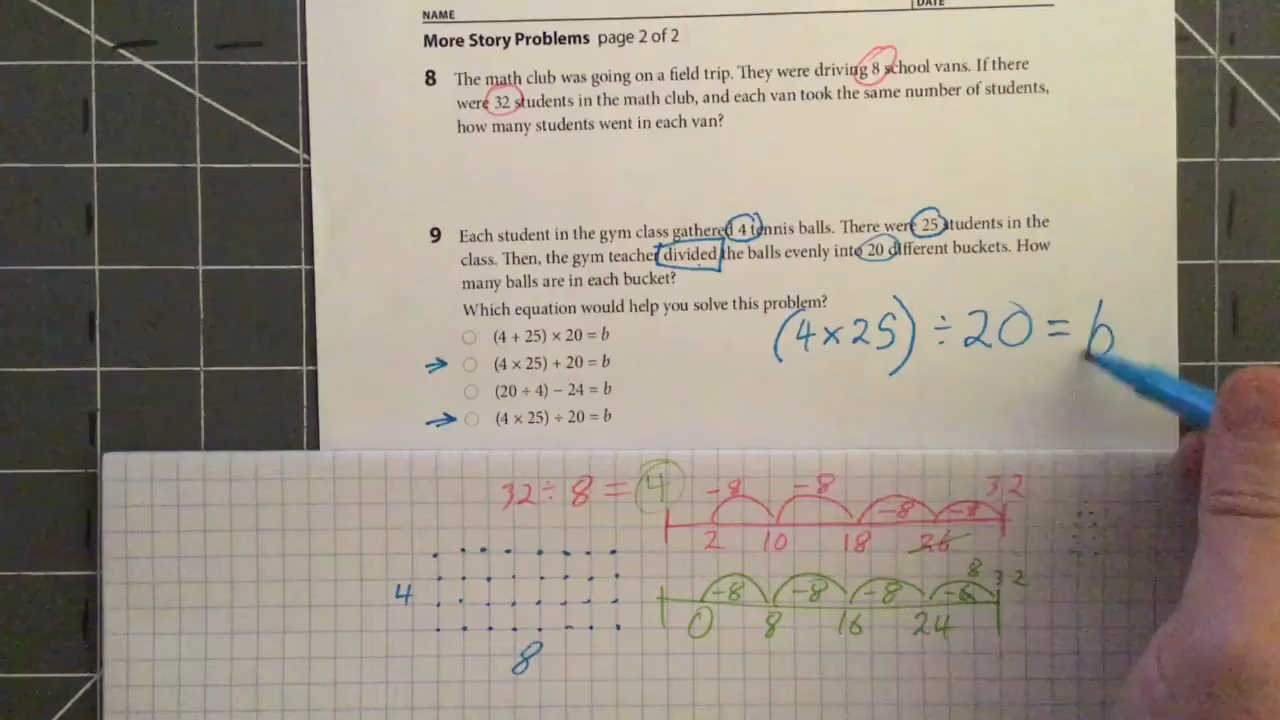 NAME
DATE
More Story Problems page 2 of 2
8 The math club was going on a field trip. They were driving 8 school vans. If there
were 32 students in the math club, and each van took the same number of students,
how many students went in each van?
9 Each student in the gym class gathered 4 tennis balls. There were 25 students in the
class. Then, the gym teacher divided the balls evenly into 20 different buckets. How
many balls are in each bucket?
Which equation would help you solve this problem?
(4 + 25) × 20 = b
(4 × 25) + 20 = b
(20 ÷ 4) – 24 = b
(4 × 25) ÷ 20 = b
(4×25) ÷ 20 = b
32 ÷ 8 = 4
-8 -8 -8 -8 32
2 10 18 26
4
8
-8 -8 -8 8 32
0 8 16 24